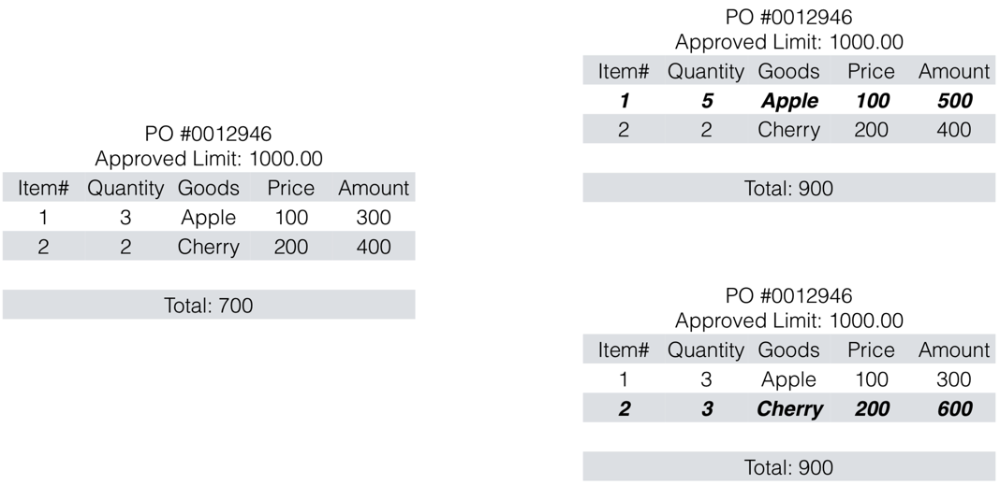 PO #0012946
Approved Limit: 1000.00
Item# Quantity Goods Price Amount
1 3 Apple 100 300
2 2 Cherry 200 400
Total: 700
PO #0012946
Approved Limit: 1000.00
Item# Quantity Goods Price Amount
1 5 Apple 100 500
2 2 Cherry 200 400
Total: 900
PO #0012946
Approved Limit: 1000.00
Item# Quantity Goods Price Amount
1 3 Apple 100 300
2 3 Cherry 200 600
Total: 900